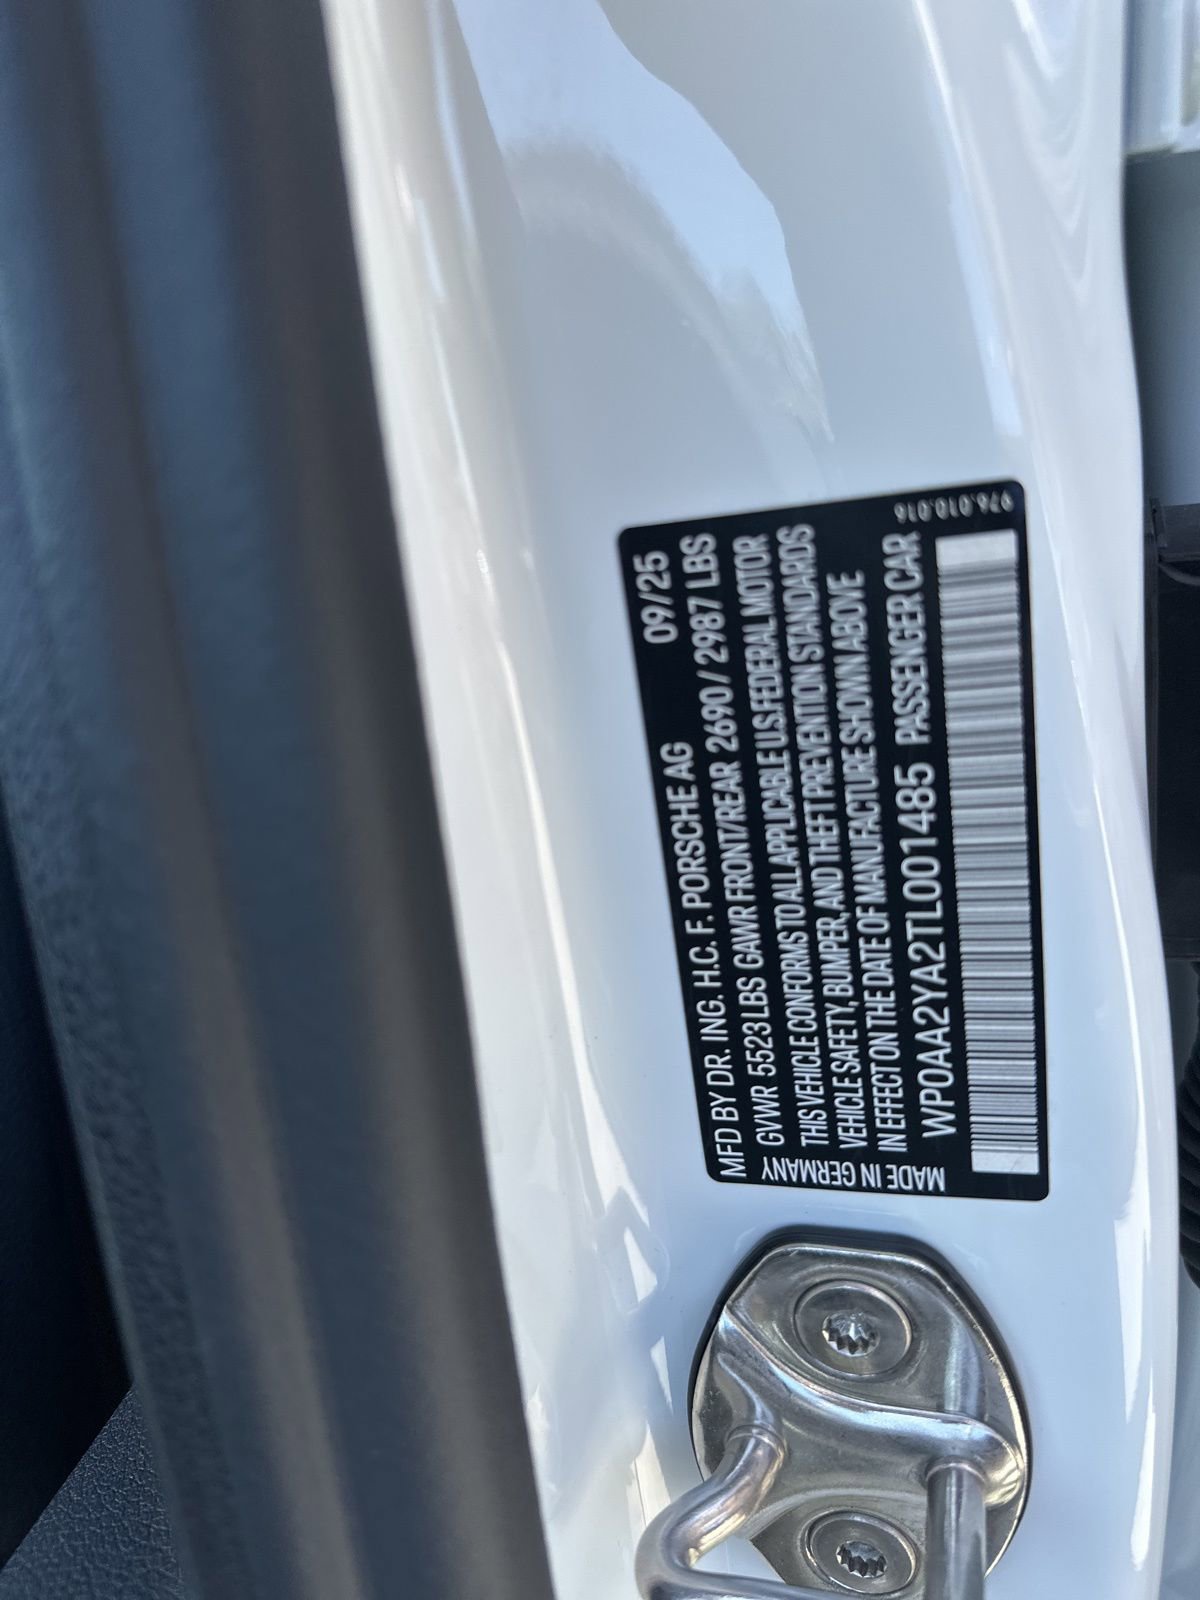 MFD BY DR. ING. H.C. F. PORSCHE AG 09/25
GVWR 5523 LBS GAWR FRONT/REAR 2690/2987 LBS
THIS VEHICLE CONFORMS TO ALL APPLICABLE U.S. FEDERAL MOTOR
VEHICLE SAFETY, BUMPER, AND THEFT PREVENTION STANDARDS
IN EFFECT ON THE DATE OF MANUFACTURE SHOWN ABOVE
WP0AA2YA2TL001485 PASSENGER CAR
MADE IN GERMANY
976.010.016